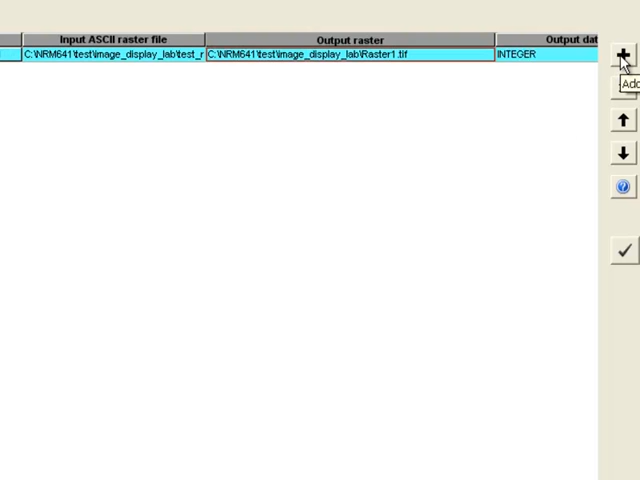 Input ASCII raster file Output raster Output dat
C:\NRM641\test\image_display_lab\test_r C:\NRM641\test\image_display_lab\Raster1.tif INTEGER
Add